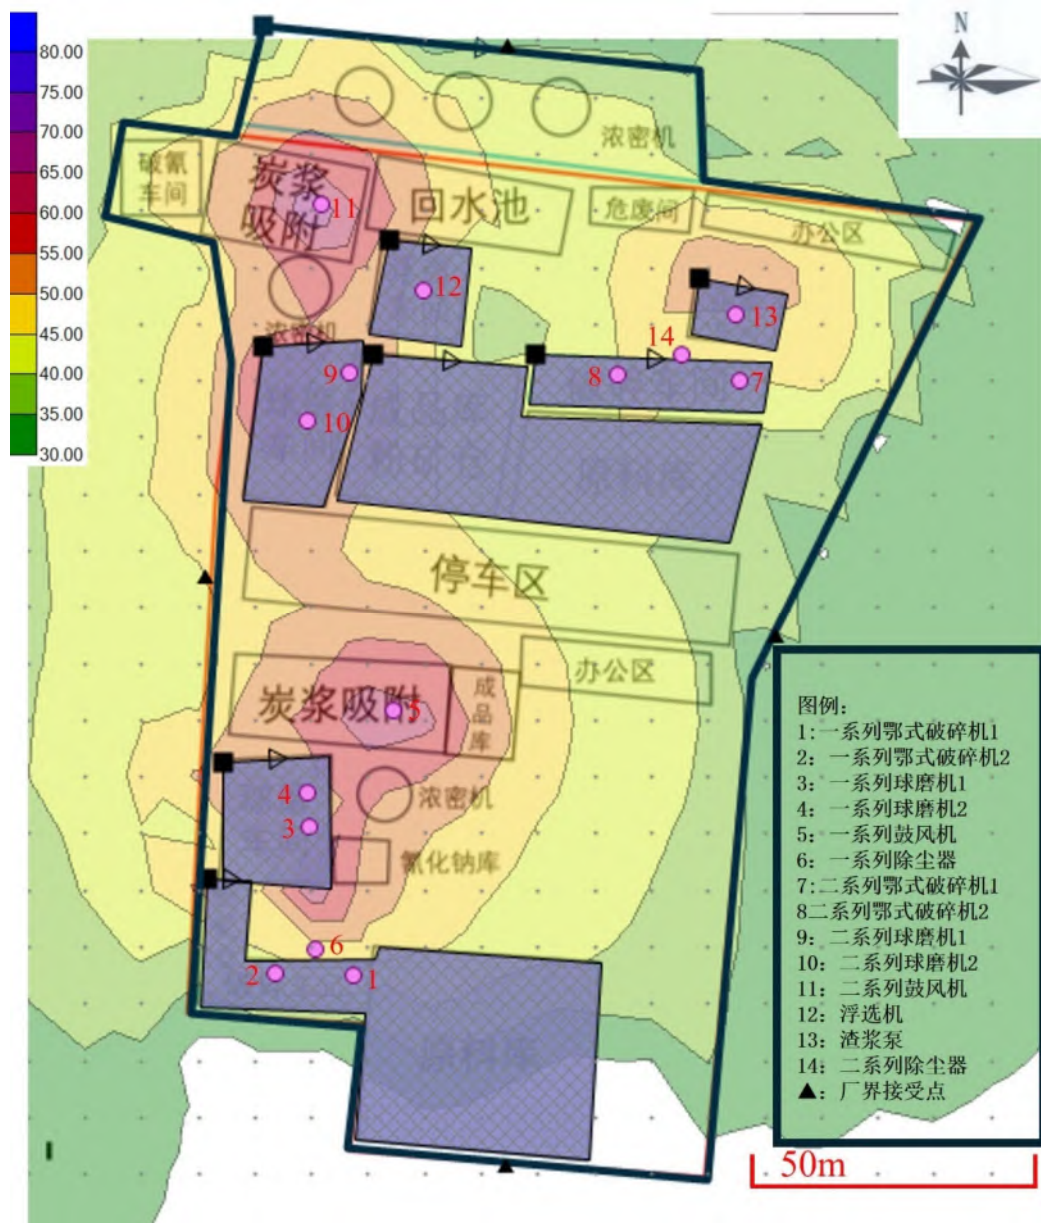 N
80.00
75.00
70.00
65.00
60.00
55.00
50.00
45.00
40.00
35.00
30.00
浓密机
破氰
车间
炭浆
吸附
11
回水池
危废间
办公区
12
13
浓密机
14
9
8
7
10
原料库
停车区
办公区
炭浆吸附
5
成
品
库
4
浓密机
3
氰化钠库
6
2
1
图例：
1:一系列鄂式破碎机1
2：一系列鄂式破碎机2
3：一系列球磨机1
4：一系列球磨机2
5：一系列鼓风机
6：一系列除尘器
7:二系列鄂式破碎机1
8二系列鄂式破碎机2
9：二系列球磨机1
10：二系列球磨机2
11：二系列鼓风机
12：浮选机
13：渣浆泵
14：二系列除尘器
▲：厂界接受点
50m